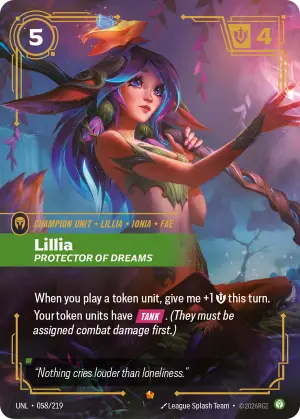 5
4
CHAMPION UNIT • LILLIA • IONIA • FAE
Lillia
PROTECTOR OF DREAMS
When you play a token unit, give me +1 this turn.
Your token units have TANK. (They must be
assigned combat damage first.)
"Nothing cries louder than loneliness."
UNL • 058/219
League Splash Team • ©2026RGI